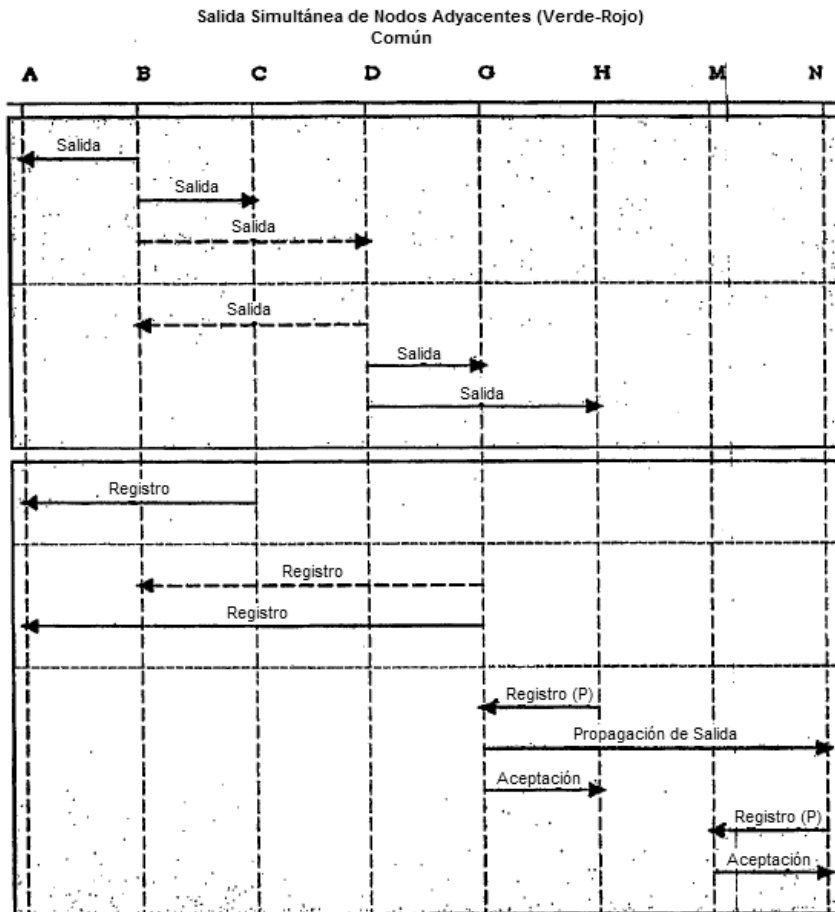 Salida Simultánea de Nodos Adyacentes (Verde-Rojo)
Común
A B C D G H M N
Salida
Salida
Salida
Salida
Salida
Salida
Registro
Registro
Registro
Registro (P)
Propagación de Salida
Aceptación
Registro (P)
Aceptación